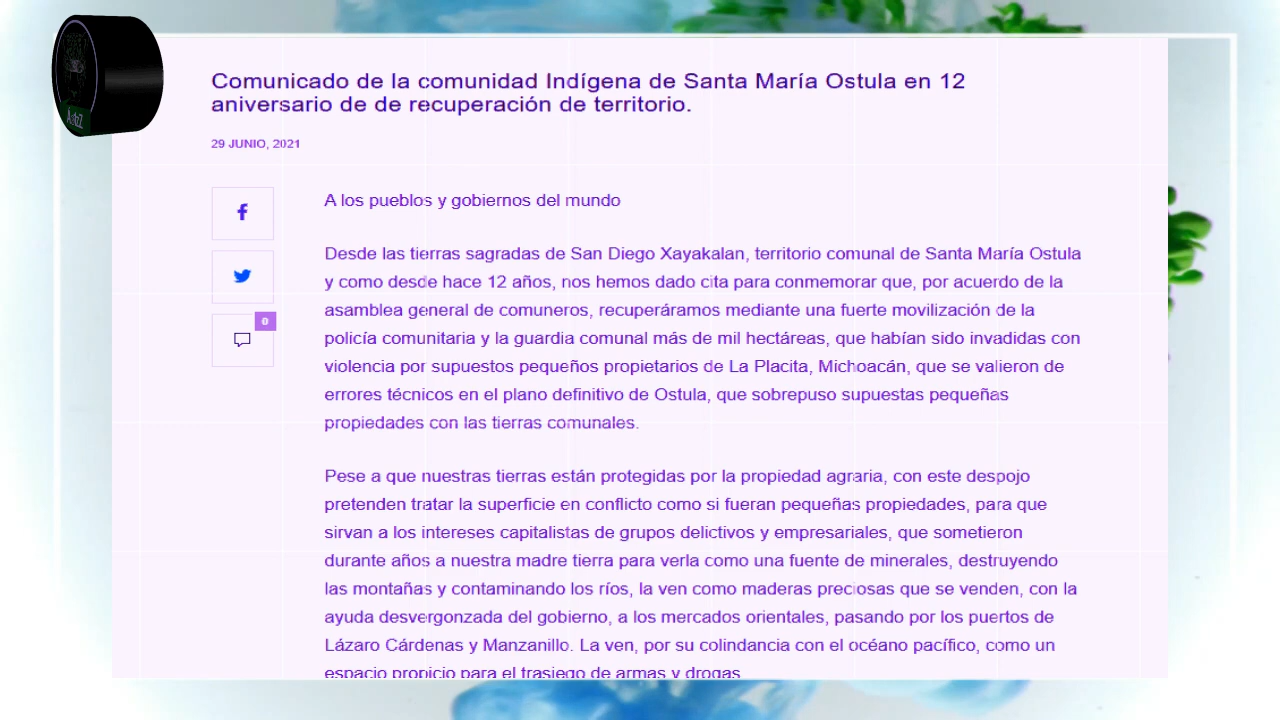 Comunicado de la comunidad Indígena de Santa María Ostula en 12
aniversario de de recuperación de territorio.
29 JUNIO, 2021
A los pueblos y gobiernos del mundo
0
Desde las tierras sagradas de San Diego Xayakalan, territorio comunal de Santa María Ostula
y como desde hace 12 años, nos hemos dado cita para conmemorar que, por acuerdo de la
asamblea general de comuneros, recuperáramos mediante una fuerte movilización de la
policía comunitaria y la guardia comunal más de mil hectáreas, que habían sido invadidas con
violencia por supuestos pequeños propietarios de La Placita, Michoacán, que se valieron de
errores técnicos en el plano definitivo de Ostula, que sobrepuso supuestas pequeñas
propiedades con las tierras comunales.
Pese a que nuestras tierras están protegidas por la propiedad agraria, con este despojo
pretenden tratar la superficie en conflicto como si fueran pequeñas propiedades, para que
sirvan a los intereses capitalistas de grupos delictivos y empresariales, que sometieron
durante años a nuestra madre tierra para verla como una fuente de minerales, destruyendo
las montañas y contaminando los ríos, la ven como maderas preciosas que se venden, con la
ayuda desvergonzada del gobierno, a los mercados orientales, pasando por los puertos de
Lázaro Cárdenas y Manzanillo. La ven, por su colindancia con el océano pacífico, como un
espacio propicio para el trasiego de armas y drogas